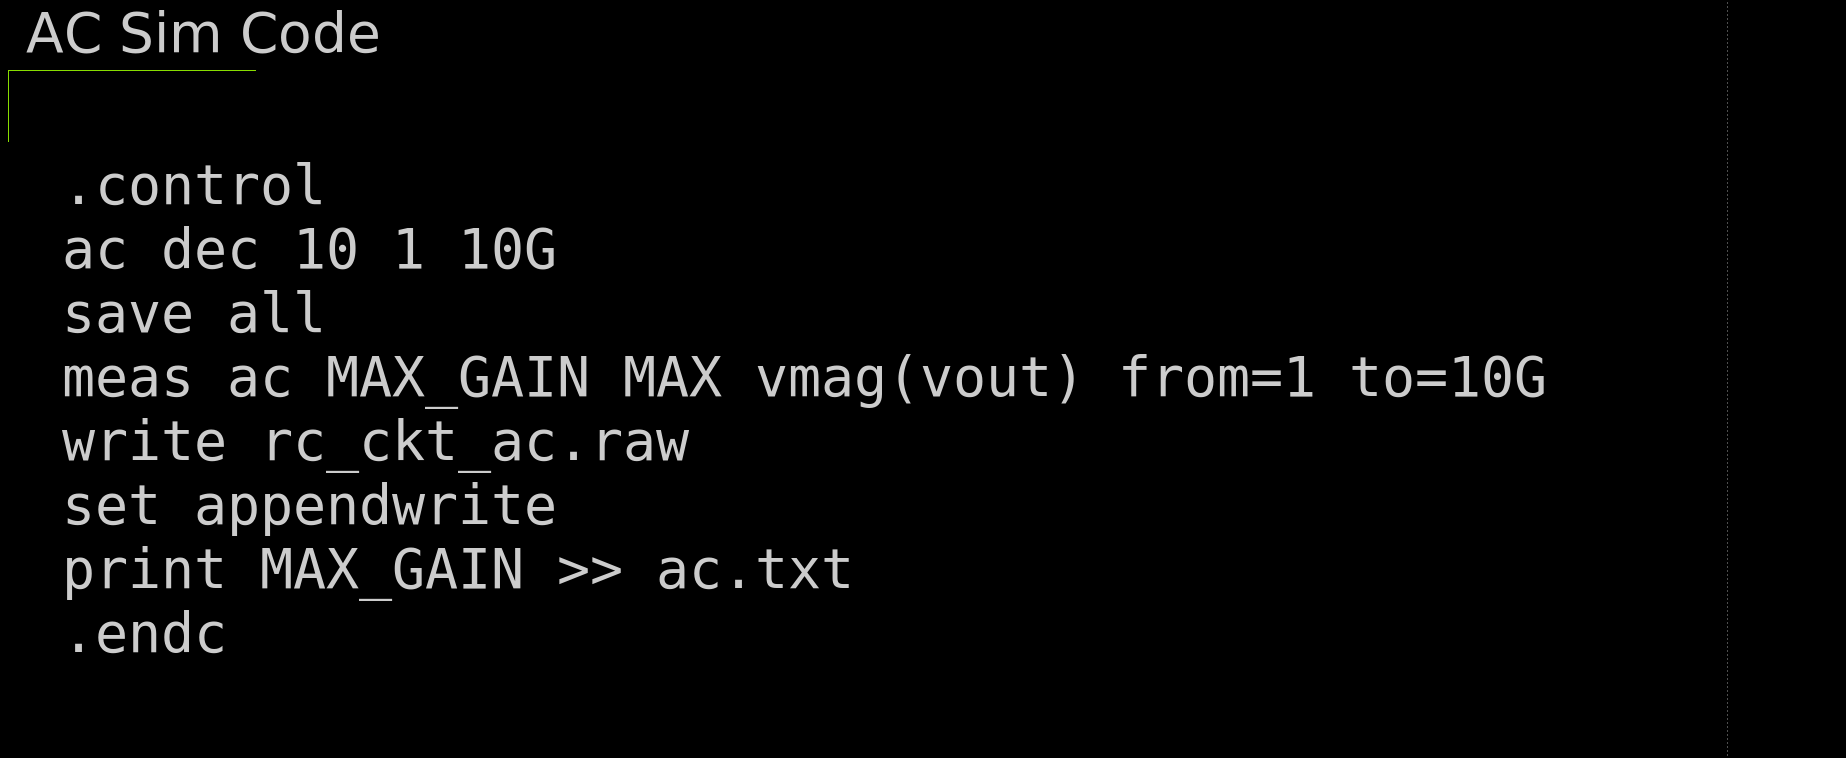 AC Sim Code
.control
ac dec 10 1 10G
save all
meas ac MAX_GAIN MAX vmag(vout) from=1 to=10G
write rc_ckt_ac.raw
set appendwrite
print MAX_GAIN >> ac.txt
.endc